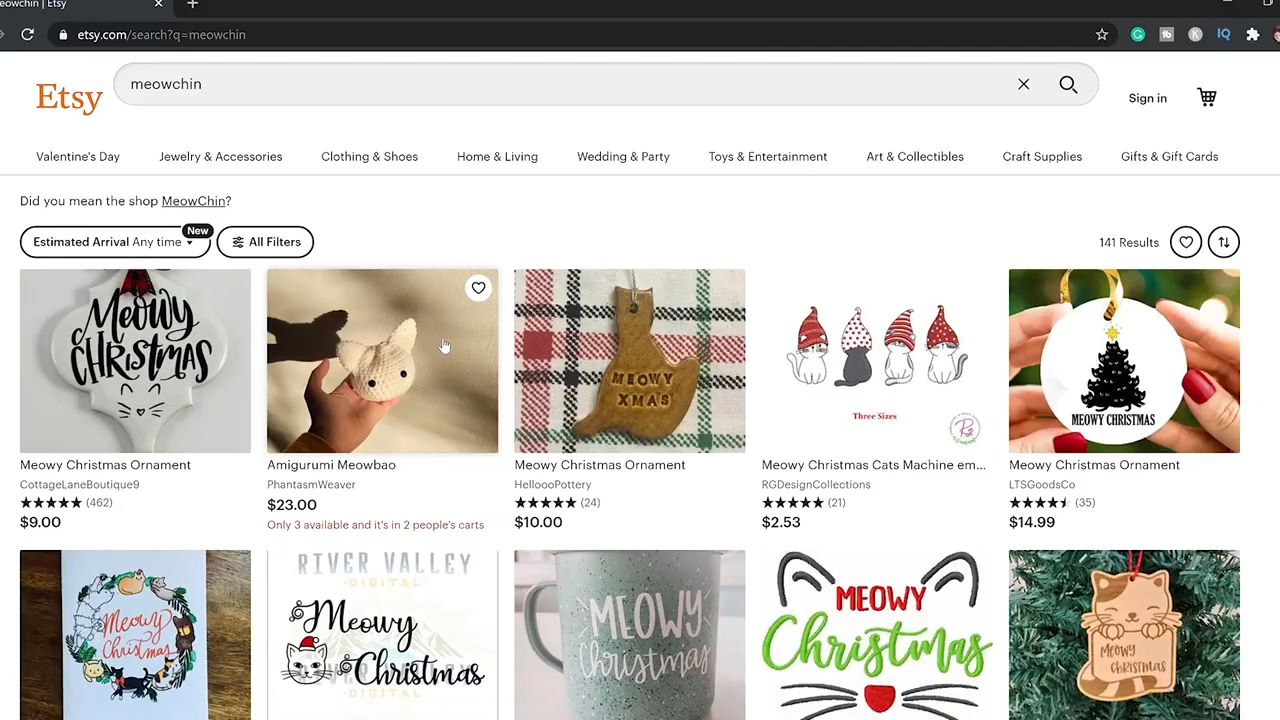 eowchin | Etsy
etsy.com/search?q=meowchin
IQ
Etsy
meowchin
Sign in
Valentine's Day
Jewelry & Accessories
Clothing & Shoes
Home & Living
Wedding & Party
Toys & Entertainment
Art & Collectibles
Craft Supplies
Gifts & Gift Cards
Did you mean the shop MeowChin?
Estimated Arrival Any time
New
All Filters
141 Results
Meowy
CHRISTMAS
MEOWY
XMAS
Three Sizes
MEOWY CHRISTMAS
Meowy Christmas Ornament
CottageLaneBoutique9
(462)
$9.00
Amigurumi Meowbao
PhantasmWeaver
$23.00
Only 3 available and it's in 2 people's carts
Meowy Christmas Ornament
HelloooPottery
(24)
$10.00
Meowy Christmas Cats Machine em...
RGDesignCollections
(21)
$2.53
Meowy Christmas Ornament
LTSGoodsCo
(35)
$14.99
Meowy
Christmas
RIVER VALLEY
DIGITAL
Meowy
Christmas
DIGITAL
MEOWY
Christmas
MEOWY
Christmas
Meowy
CHRISTMAS